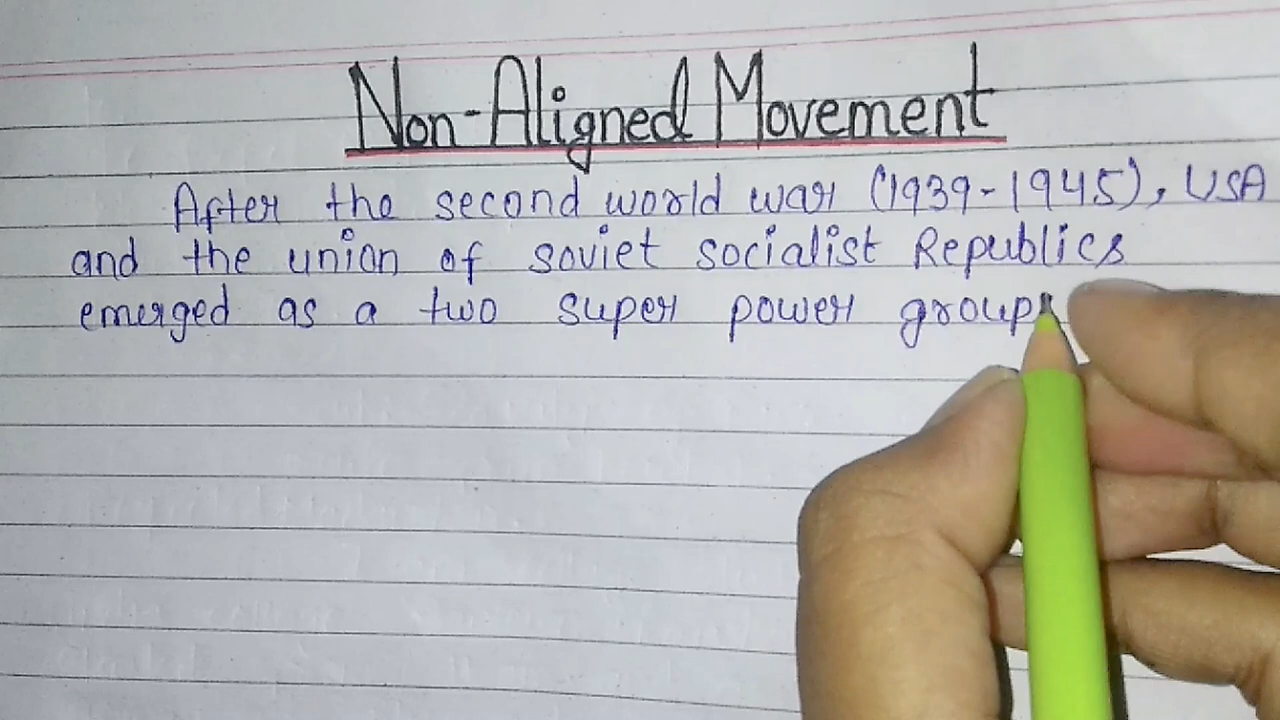 Non-Aligned Movement
After the second world war (1939-1945), USA
and the union of soviet socialist Republics
emerged as a two super power group